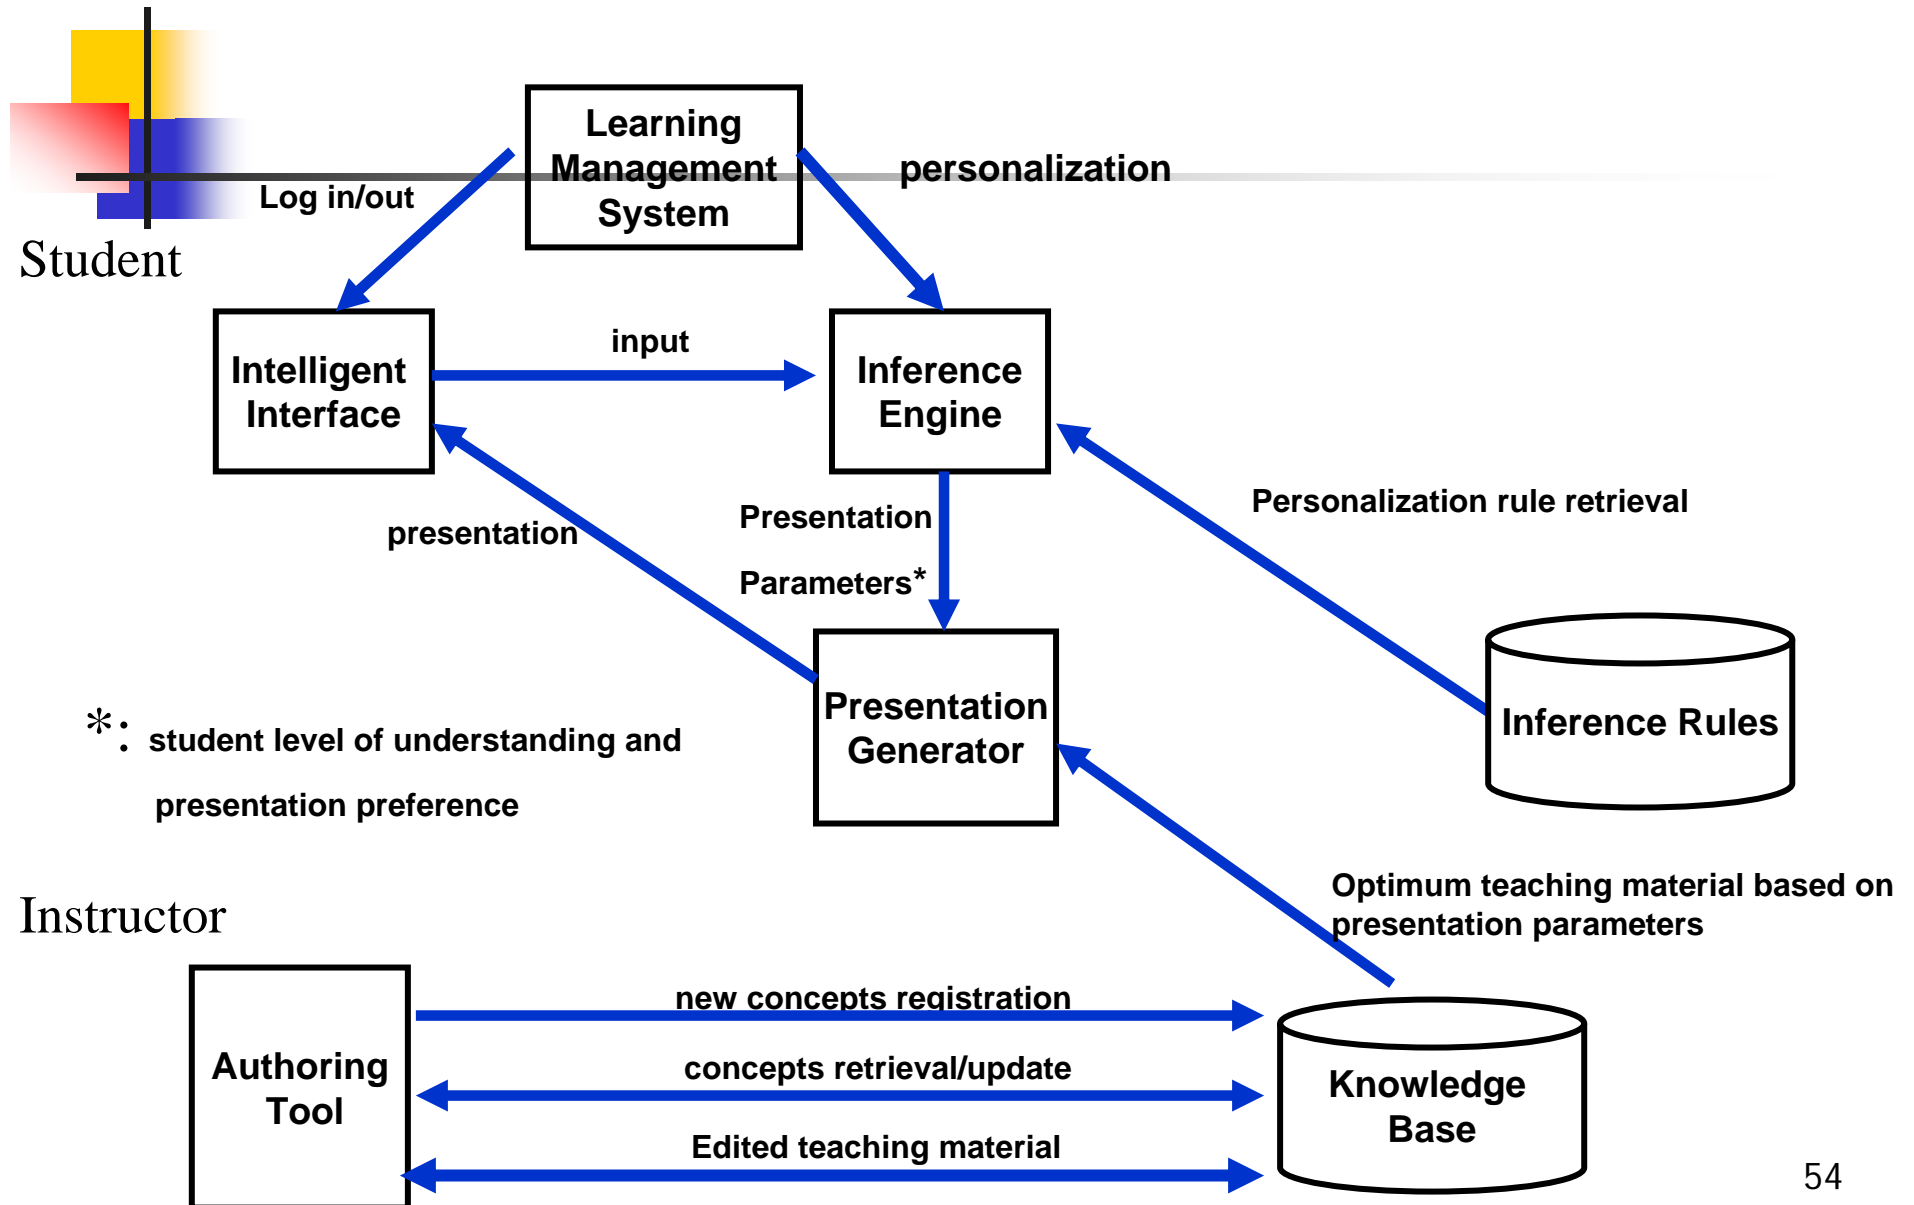 Learning
Management
System
personalization
Log in/out
Student
input
Intelligent
Interface
Inference
Engine
Personalization rule retrieval
presentation
Presentation
Parameters*
Presentation
Generator
Inference Rules
*: student level of understanding and
presentation preference
Optimum teaching material based on
presentation parameters
Instructor
new concepts registration
Authoring
Tool
concepts retrieval/update
Knowledge
Base
Edited teaching material
54